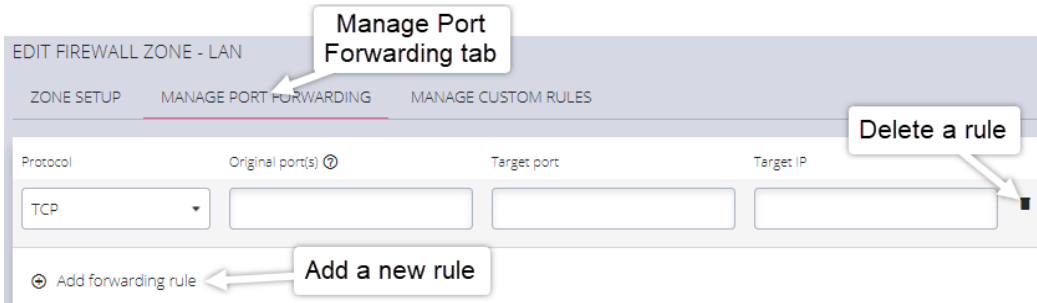 Manage Port
Forwarding tab
EDIT FIREWALL ZONE - LAN
ZONE SETUP MANAGE PORT FORWARDING MANAGE CUSTOM RULES
Delete a rule
Protocol Original port(s) ? Target port Target IP
TCP
Add forwarding rule Add a new rule